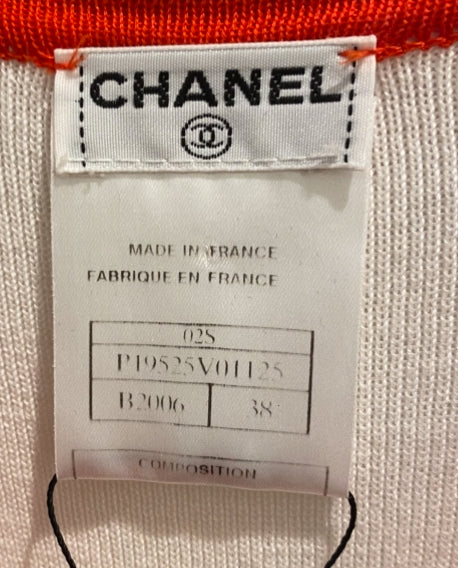 CHANEL
MADE IN FRANCE
FABRIQUE EN FRANCE
02S
P19525V01125
B2006 38
COMPOSITION